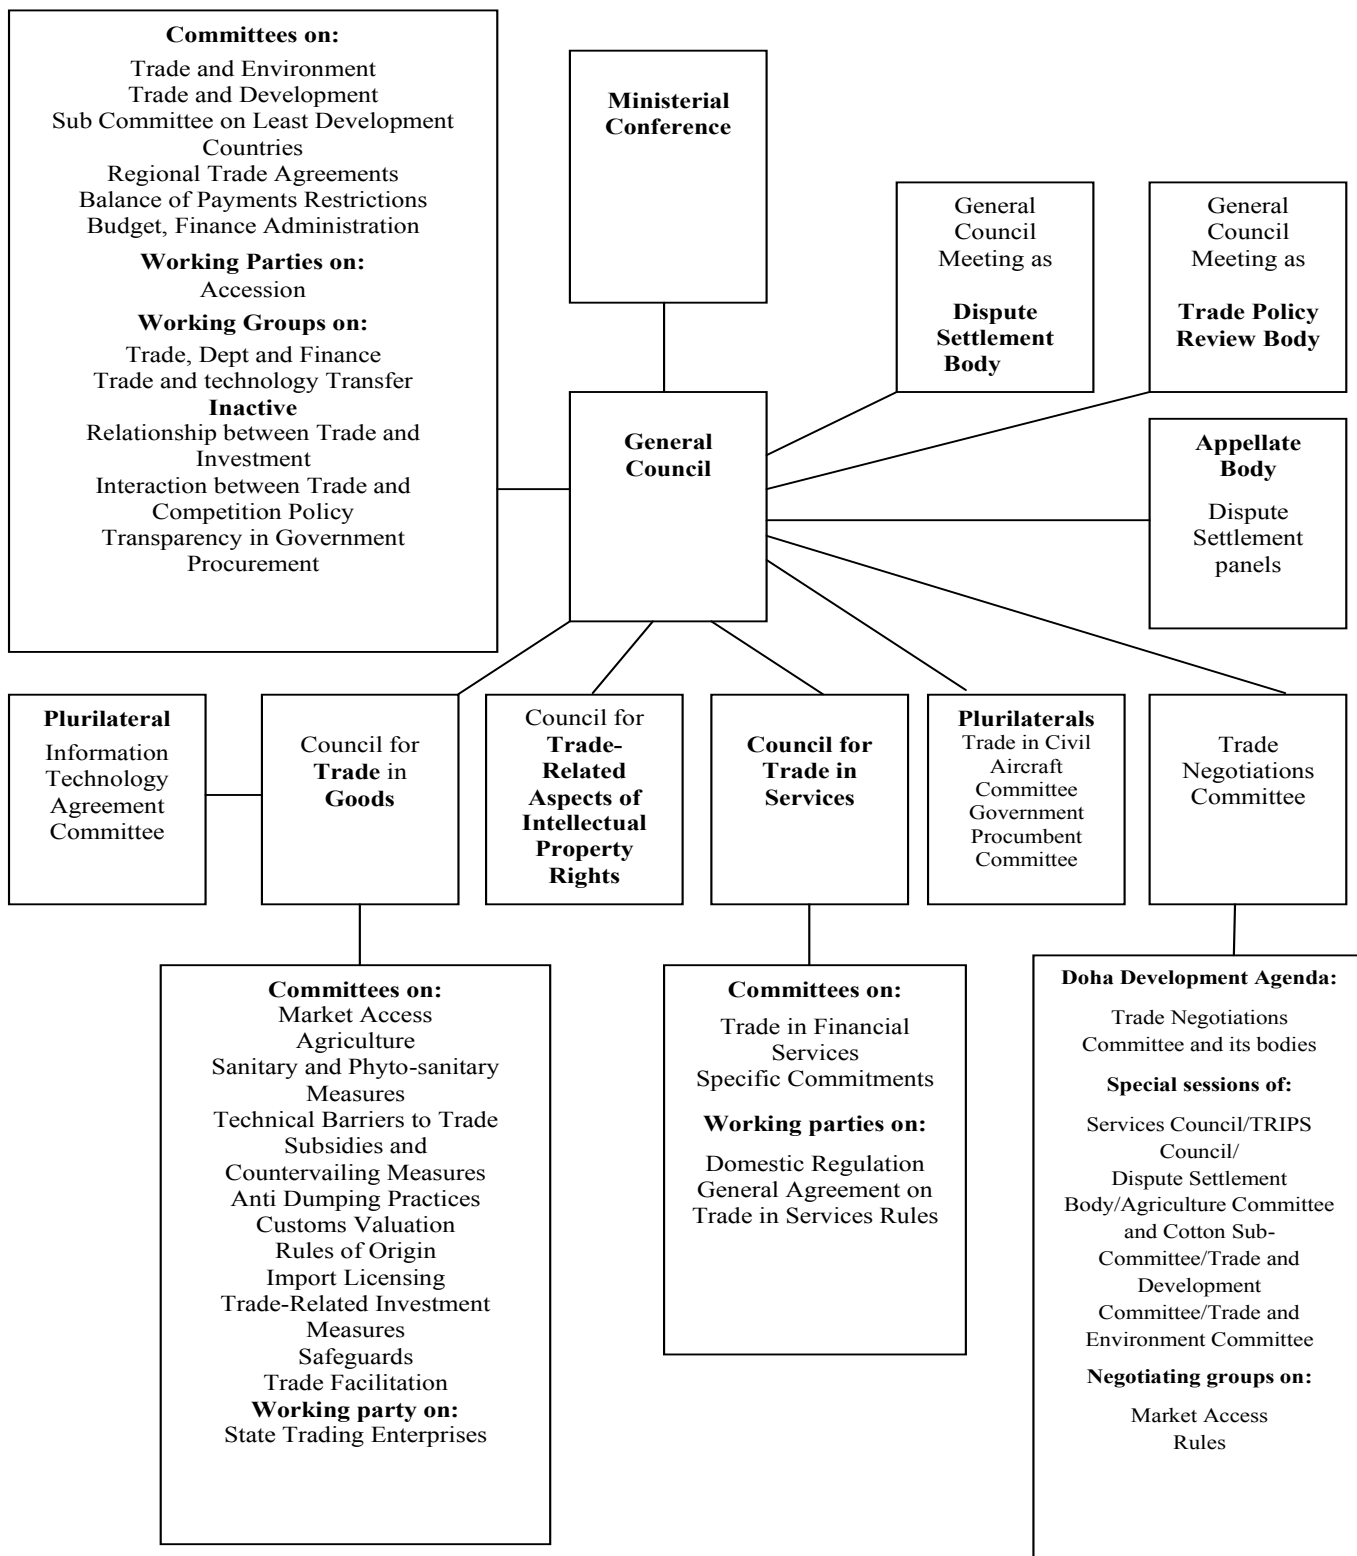 Committees on:
Trade and Environment
Trade and Development
Sub Committee on Least Development
Countries
Regional Trade Agreements
Balance of Payments Restrictions
Budget, Finance Administration
Working Parties on:
Accession
Working Groups on:
Trade, Dept and Finance
Trade and technology Transfer
Inactive
Relationship between Trade and
Investment
Interaction between Trade and
Competition Policy
Transparency in Government
Procurement
Ministerial
Conference
General
Council
Meeting as
Dispute
Settlement
Body
General
Council
Meeting as
Trade Policy
Review Body
General
Council
Appellate
Body
Dispute
Settlement
panels
Plurilateral
Information
Technology
Agreement
Committee
Council for
Trade in
Goods
Council for
Trade-
Related
Aspects of
Intellectual
Property
Rights
Council for
Trade in
Services
Plurilaterals
Trade in Civil
Aircraft
Committee
Government
Procumbent
Committee
Trade
Negotiations
Committee
Committees on:
Market Access
Agriculture
Sanitary and Phyto-sanitary
Measures
Technical Barriers to Trade
Subsidies and
Countervailing Measures
Anti Dumping Practices
Customs Valuation
Rules of Origin
Import Licensing
Trade-Related Investment
Measures
Safeguards
Trade Facilitation
Working party on:
State Trading Enterprises
Committees on:
Trade in Financial
Services
Specific Commitments
Working parties on:
Domestic Regulation
General Agreement on
Trade in Services Rules
Doha Development Agenda:
Trade Negotiations
Committee and its bodies
Special sessions of:
Services Council/TRIPS
Council/
Dispute Settlement
Body/Agriculture Committee
and Cotton Sub-
Committee/Trade and
Development
Committee/Trade and
Environment Committee
Negotiating groups on:
Market Access
Rules